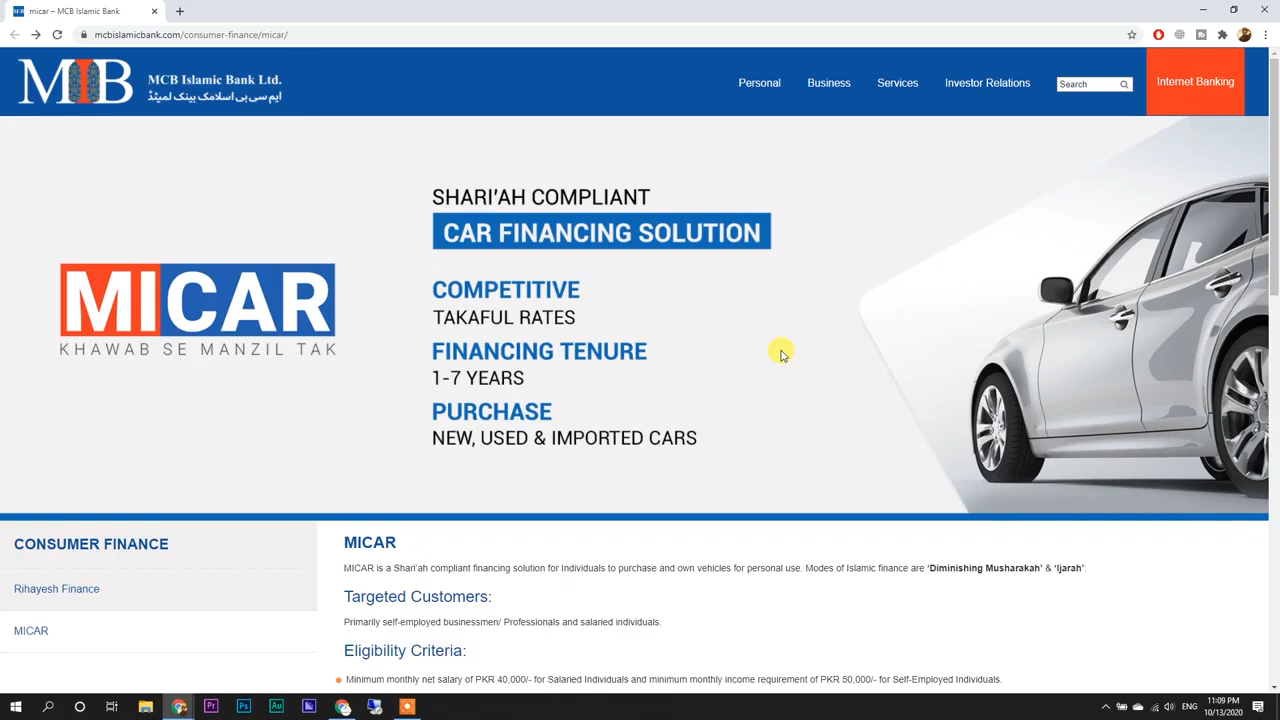 micar – MCB Islamic Bank
mcbislamicbank.com/consumer-finance/micar/
MIB
MCB Islamic Bank Ltd.
ایم سی بی اسلامک بینک لمیٹڈ
Personal Business Services Investor Relations Search Internet Banking
SHARI'AH COMPLIANT
CAR FINANCING SOLUTION
MICAR
KHAWAB SE MANZIL TAK
COMPETITIVE
TAKAFUL RATES
FINANCING TENURE
1-7 YEARS
PURCHASE
NEW, USED & IMPORTED CARS
CONSUMER FINANCE
Rihayesh Finance
MICAR
MICAR
MICAR is a Shari'ah compliant financing solution for Individuals to purchase and own vehicles for personal use. Modes of Islamic finance are ‘Diminishing Musharakah’ & ‘Ijarah’:
Targeted Customers:
Primarily self-employed businessmen/ Professionals and salaried individuals.
Eligibility Criteria:
Minimum monthly net salary of PKR 40,000/- for Salaried Individuals and minimum monthly income requirement of PKR 50,000/- for Self-Employed Individuals.
Pr Ps Au
ENG
11:09 PM
10/13/2020